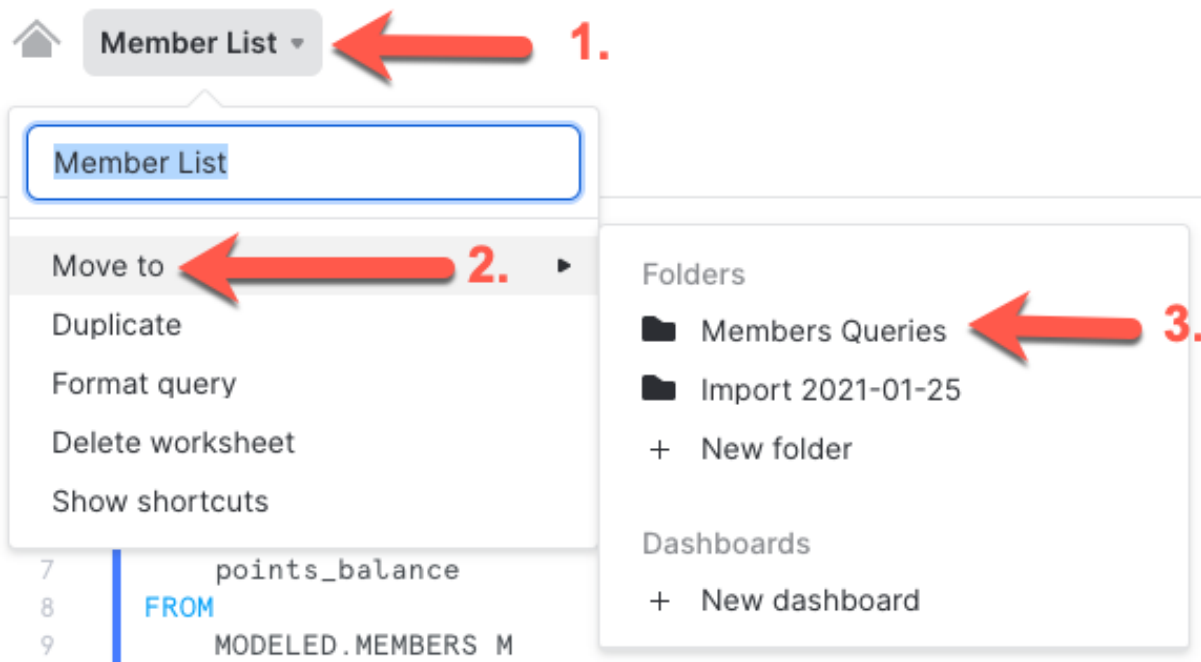 Member List
1.
Member List
Move to
2.
Duplicate
Format query
Delete worksheet
Show shortcuts
Folders
Members Queries
3.
Import 2021-01-25
+ New folder
Dashboards
+ New dashboard
7 points_balance
8 FROM
9 MODELED.MEMBERS M